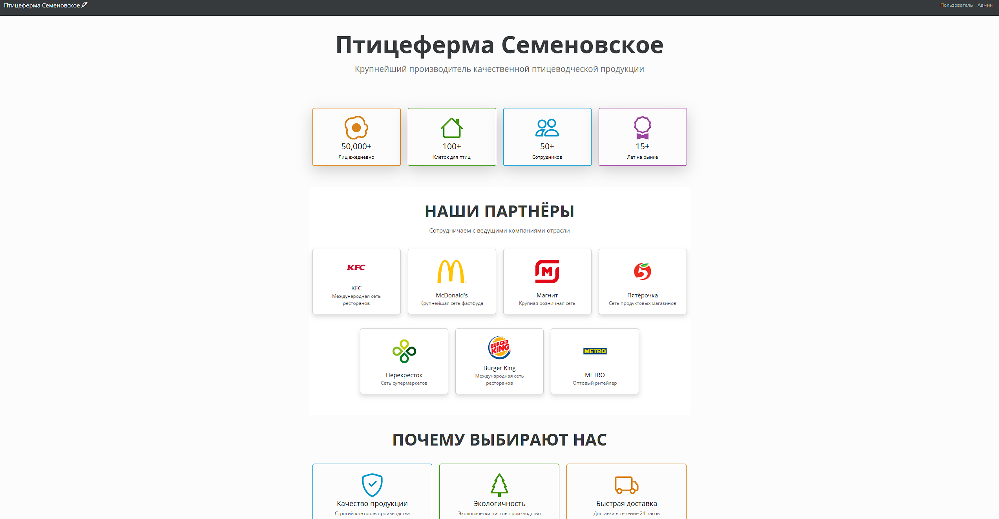 Птицеферма Семеновское
Пользователь Админ
Птицеферма Семеновское
Крупнейший производитель качественной птицеводческой продукции
50,000+
Яиц ежедневно
100+
Клеток для птиц
50+
Сотрудников
15+
Лет на рынке
НАШИ ПАРТНЁРЫ
Сотрудничаем с ведущими компаниями отрасли
KFC
KFC
Международная сеть
ресторанов
McDonald's
Крупнейшая сеть фастфуда
М
Магнит
Крупная розничная сеть
5
Пятёрочка
Сеть продуктовых магазинов
Перекрёсток
Сеть супермаркетов
BURGER
KING
Burger King
Международная сеть
ресторанов
METRO
METRO
Оптовый ритейлер
ПОЧЕМУ ВЫБИРАЮТ НАС
Качество продукции
Строгий контроль производства
Экологичность
Экологически чистое производство
Быстрая доставка
Доставка в течение 24 часов